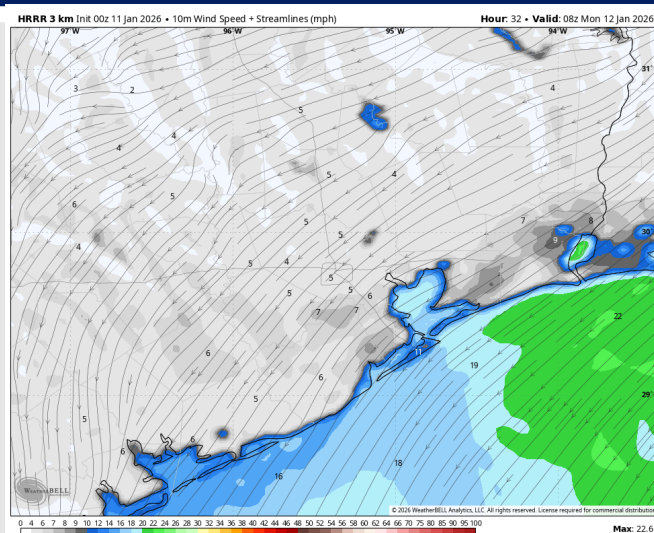 HRRR 3 km Init 00z 11 Jan 2026 • 10m Wind Speed + Streamlines (mph)
Hour: 32 • Valid: 08z Mon 12 Jan 2026
97°W 96°W 95°W 94°W
31
3 2 4
5
4
4 5 4
5
6 7 8
5 5 9 30
4
5 4
5
5 5 6
7 7 22
11
6 19
6 29
5
5
6 6
18
16
WeatherBELL
© 2026 WeatherBELL Analytics, LLC. All rights reserved. License required for commercial distribution
0 4 6 7 8 9 10 12 14 16 18 20 22 24 26 28 30 32 34 36 38 40 42 44 46 48 50 52 54 56 58 60 65 70 75 80 85 90 95 100
Max: 22.6